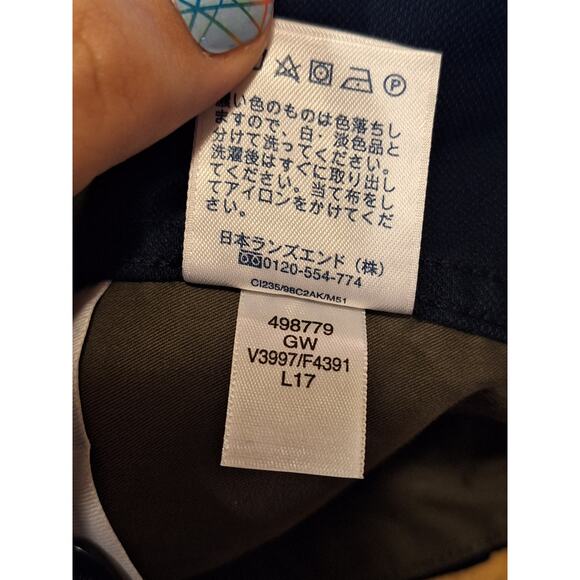 濃い色のものは色落ちし
ますので、白・淡色品と
分けて洗ってください。
洗濯後はすぐに取り出し
てください。当て布をし
てアイロンをかけてくだ
さい。
日本ランズエンド（株）
0120-554-774
CI235/98C2AK/M51
498779
GW
V3997/F4391
L17